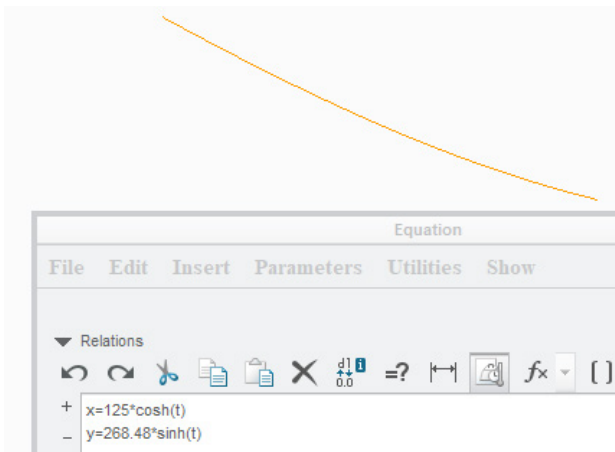 Equation
File Edit Insert Parameters Utilities Show
Relations
d1 i
0.0 =? fx [ ]
+ x=125*cosh(t)
– y=268.48*sinh(t)